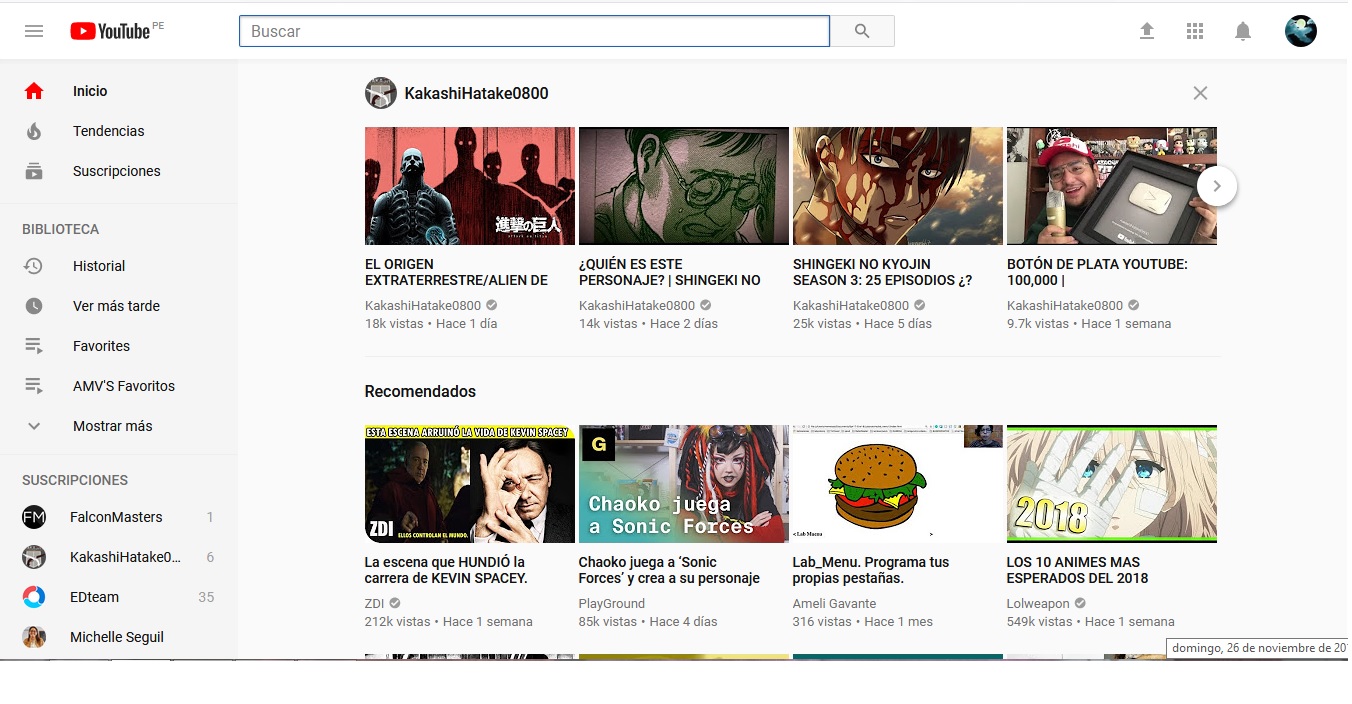 YouTube PE
Buscar
Inicio
Tendencias
Suscripciones
BIBLIOTECA
Historial
Ver más tarde
Favorites
AMV'S Favoritos
Mostrar más
SUSCRIPCIONES
FM FalconMasters 1
KakashiHatake0... 6
EDteam 35
Michelle Seguil
KakashiHatake0800
進撃の巨人
EL ORIGEN
EXTRATERRESTRE/ALIEN DE
KakashiHatake0800
18k vistas • Hace 1 día
¿QUIÉN ES ESTE
PERSONAJE? | SHINGEKI NO
KakashiHatake0800
14k vistas • Hace 2 días
SHINGEKI NO KYOJIN
SEASON 3: 25 EPISODIOS ¿?
KakashiHatake0800
25k vistas • Hace 5 días
BOTÓN DE PLATA YOUTUBE:
100,000 |
KakashiHatake0800
9.7k vistas • Hace 1 semana
Recomendados
ESTA ESCENA ARRUINÓ LA VIDA DE KEVIN SPACEY
ZDI
ELLOS CONTROLAN EL MUNDO.
La escena que HUNDIÓ la
carrera de KEVIN SPACEY.
ZDI
212k vistas • Hace 1 semana
G
Chaoko juega
a Sonic Forces
Chaoko juega a ‘Sonic
Forces’ y crea a su personaje
PlayGround
85k vistas • Hace 4 días
Lab_Menu. Programa tus
propias pestañas.
Ameli Gavante
316 vistas • Hace 1 mes
2018
LOS 10 ANIMES MAS
ESPERADOS DEL 2018
Lolweapon
549k vistas • Hace 1 semana
domingo, 26 de noviembre de 201